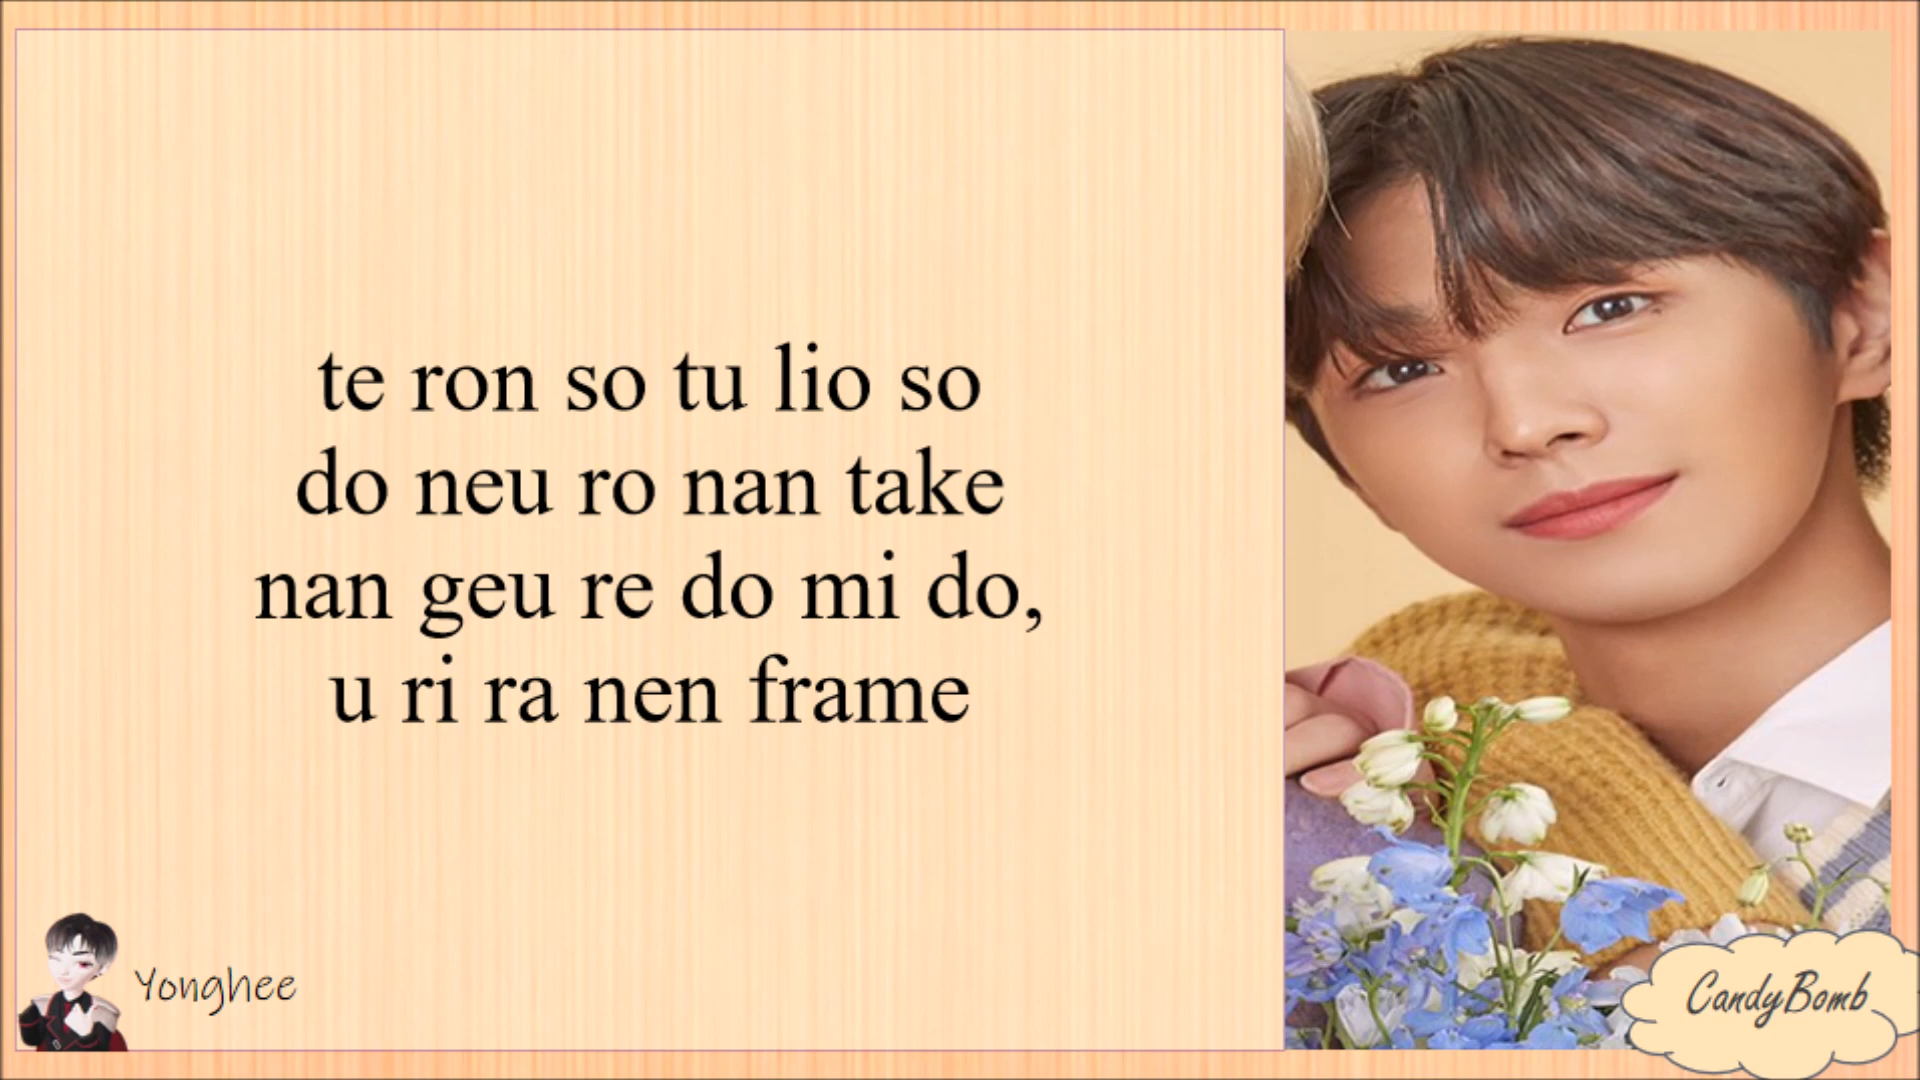 te ron so tu lio so
do neu ro nan take
nan geu re do mi do,
u ri ra nen frame
Yonghee
CandyBomb